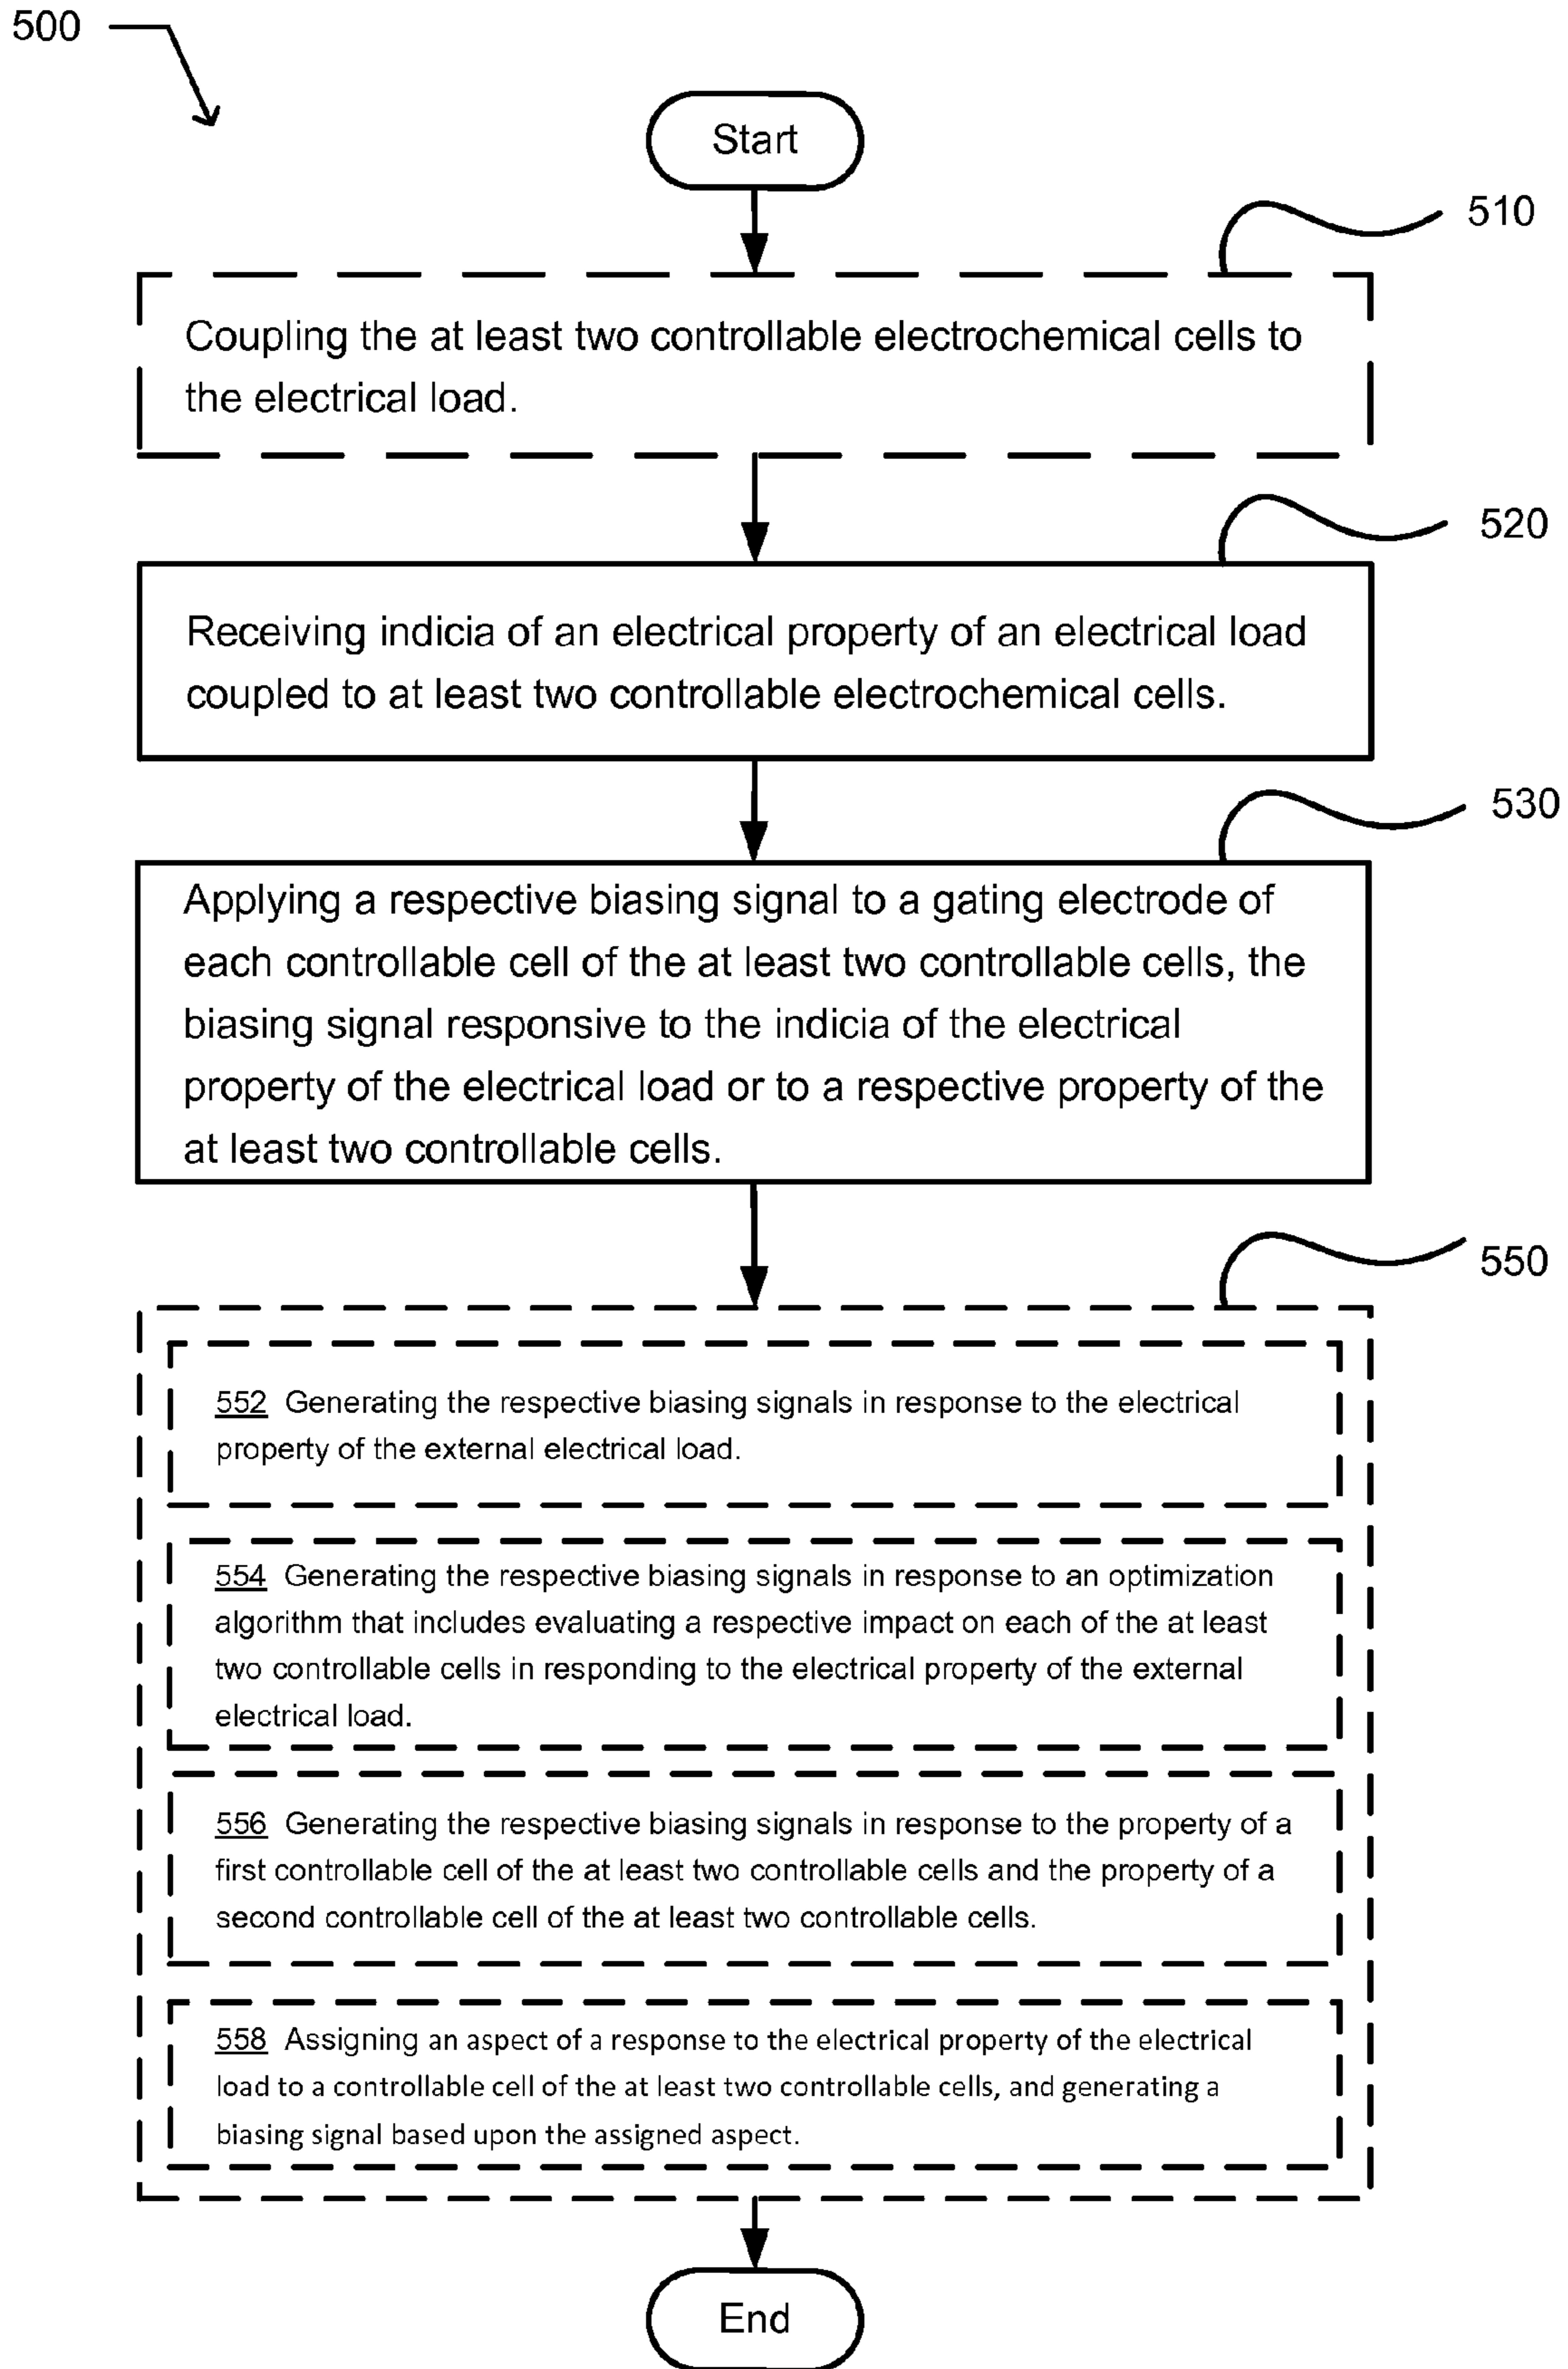 500
Start
510
Coupling the at least two controllable electrochemical cells to
the electrical load.
520
Receiving indicia of an electrical property of an electrical load
coupled to at least two controllable electrochemical cells.
530
Applying a respective biasing signal to a gating electrode of
each controllable cell of the at least two controllable cells, the
biasing signal responsive to the indicia of the electrical
property of the electrical load or to a respective property of the
at least two controllable cells.
550
552 Generating the respective biasing signals in response to the electrical
property of the external electrical load.
554 Generating the respective biasing signals in response to an optimization
algorithm that includes evaluating a respective impact on each of the at least
two controllable cells in responding to the electrical property of the external
electrical load.
556 Generating the respective biasing signals in response to the property of a
first controllable cell of the at least two controllable cells and the property of a
second controllable cell of the at least two controllable cells.
558 Assigning an aspect of a response to the electrical property of the electrical
load to a controllable cell of the at least two controllable cells, and generating a
biasing signal based upon the assigned aspect.
End